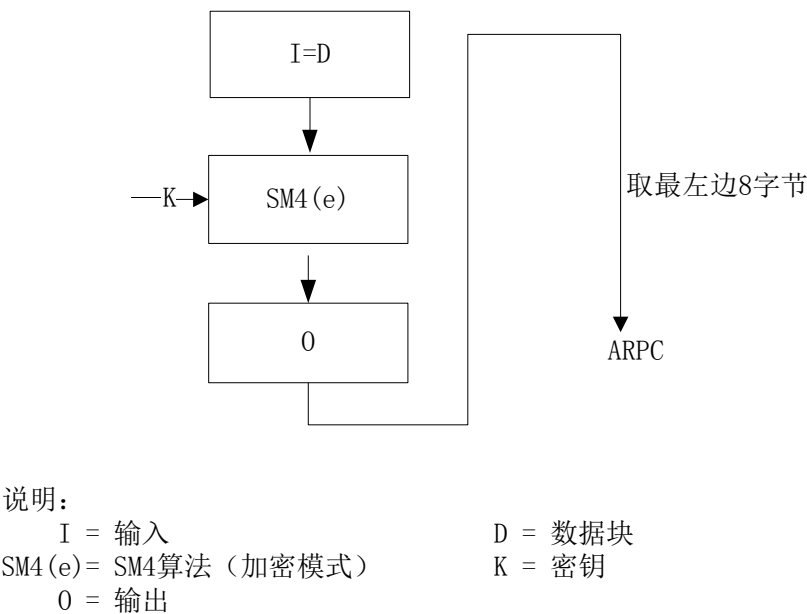 I=D
K
SM4(e)
取最左边8字节
O
ARPC
说明:
I = 输入
D = 数据块
SM4(e)= SM4算法（加密模式）
K = 密钥
O = 输出